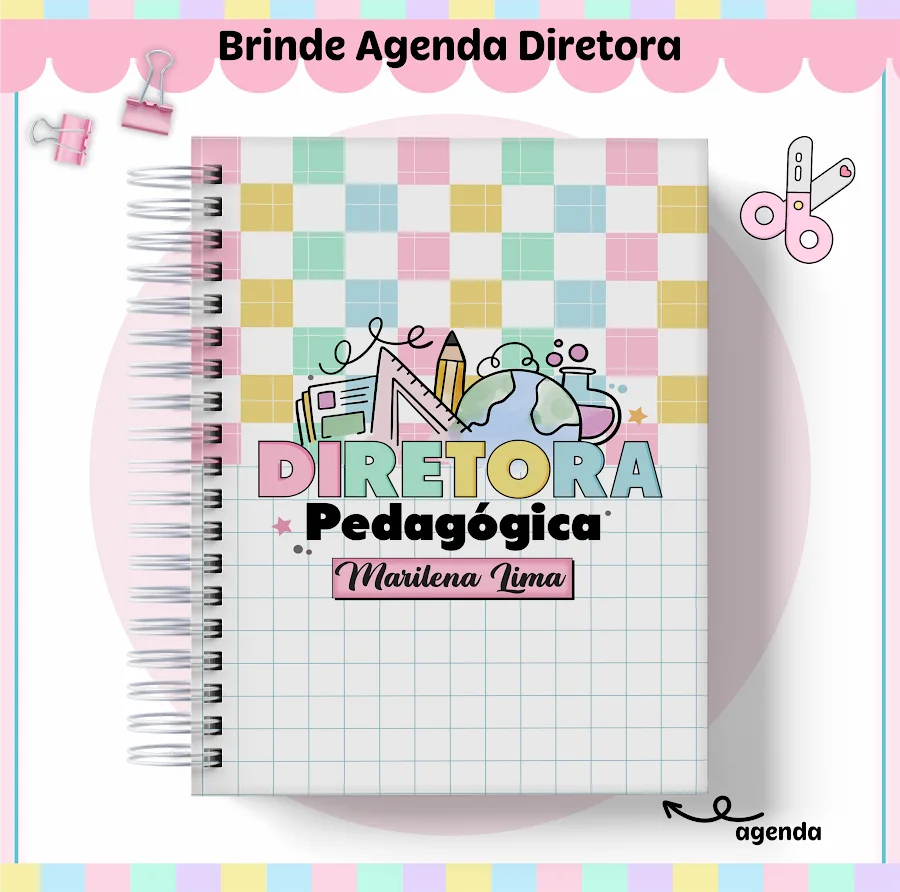 Brinde Agenda Diretora
DIRETORA
Pedagógica
Marilena Lima
agenda